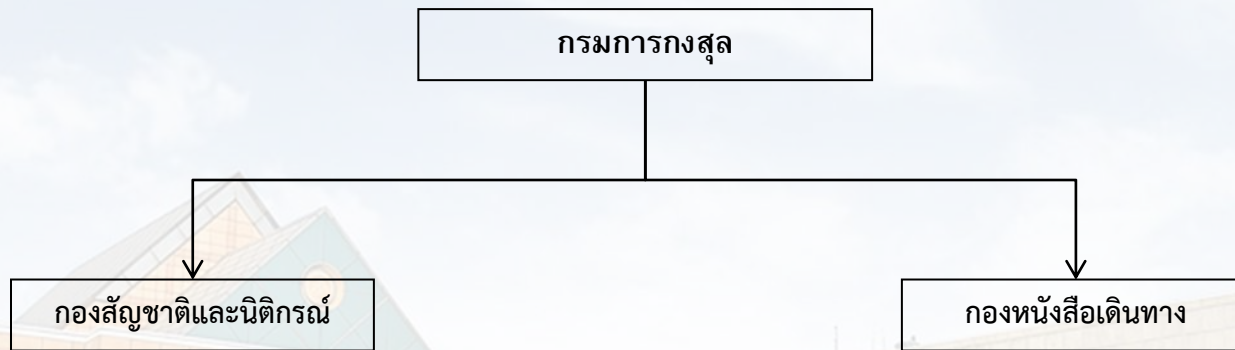 กรมการกงสุล
กองสัญชาติและนิติกรณ์
กองหนังสือเดินทาง